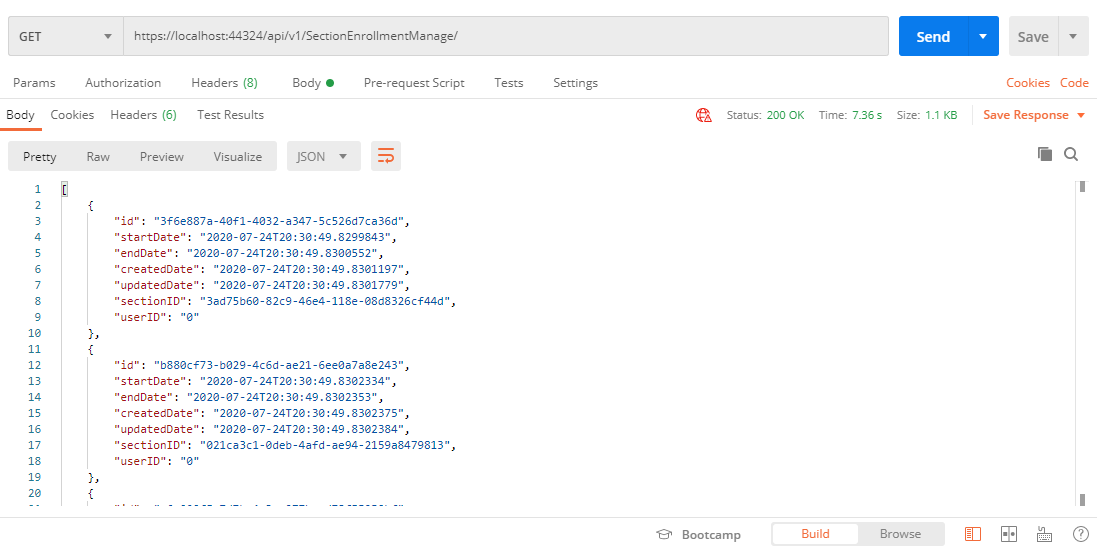 GET https://localhost:44324/api/v1/SectionEnrollmentManage/ Send Save
Params Authorization Headers (8) Body Pre-request Script Tests Settings Cookies Code
Body Cookies Headers (6) Test Results Status: 200 OK Time: 7.36 s Size: 1.1 KB Save Response
Pretty Raw Preview Visualize JSON
1 [
2 {
3 "id": "3f6e887a-40f1-4032-a347-5c526d7ca36d",
4 "startDate": "2020-07-24T20:30:49.8299843",
5 "endDate": "2020-07-24T20:30:49.8300552",
6 "createdDate": "2020-07-24T20:30:49.8301197",
7 "updatedDate": "2020-07-24T20:30:49.8301779",
8 "sectionID": "3ad75b60-82c9-46e4-118e-08d8326cf44d",
9 "userID": "0"
10 },
11 {
12 "id": "b880cf73-b029-4c6d-ae21-6ee0a7a8e243",
13 "startDate": "2020-07-24T20:30:49.8302334",
14 "endDate": "2020-07-24T20:30:49.8302353",
15 "createdDate": "2020-07-24T20:30:49.8302375",
16 "updatedDate": "2020-07-24T20:30:49.8302384",
17 "sectionID": "021ca3c1-0deb-4afd-ae94-2159a8479813",
18 "userID": "0"
19 },
20 {
Bootcamp Build Browse